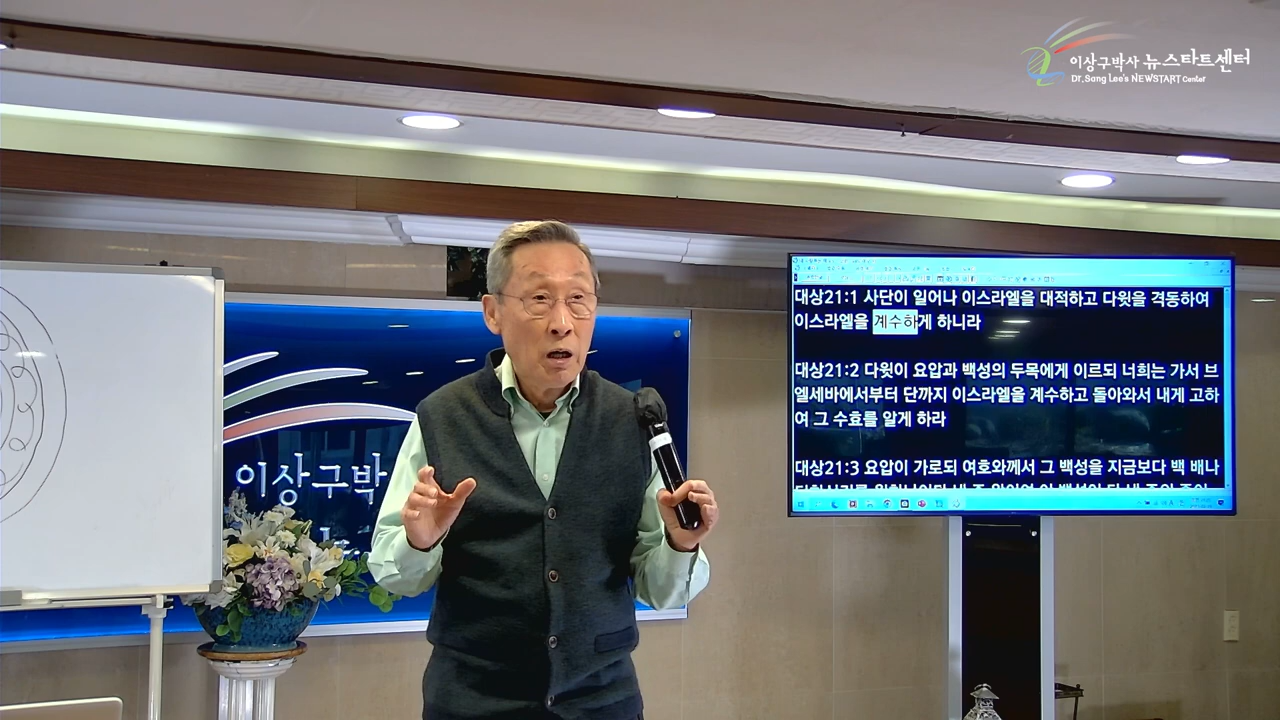 이상구박사 뉴스타트센터
Dr. Sang Lee's NEWSTART Center
대상21:1 사단이 일어나 이스라엘을 대적하고 다윗을 격동하여
이스라엘을 계수하게 하니라
대상21:2 다윗이 요압과 백성의 두목에게 이르되 너희는 가서 브
엘세바에서부터 단까지 이스라엘을 계수하고 돌아와서 내게 고하
여 그 수효를 알게 하라
대상21:3 요압이 가로되 여호와께서 그 백성을 지금보다 백 배나
이상구박